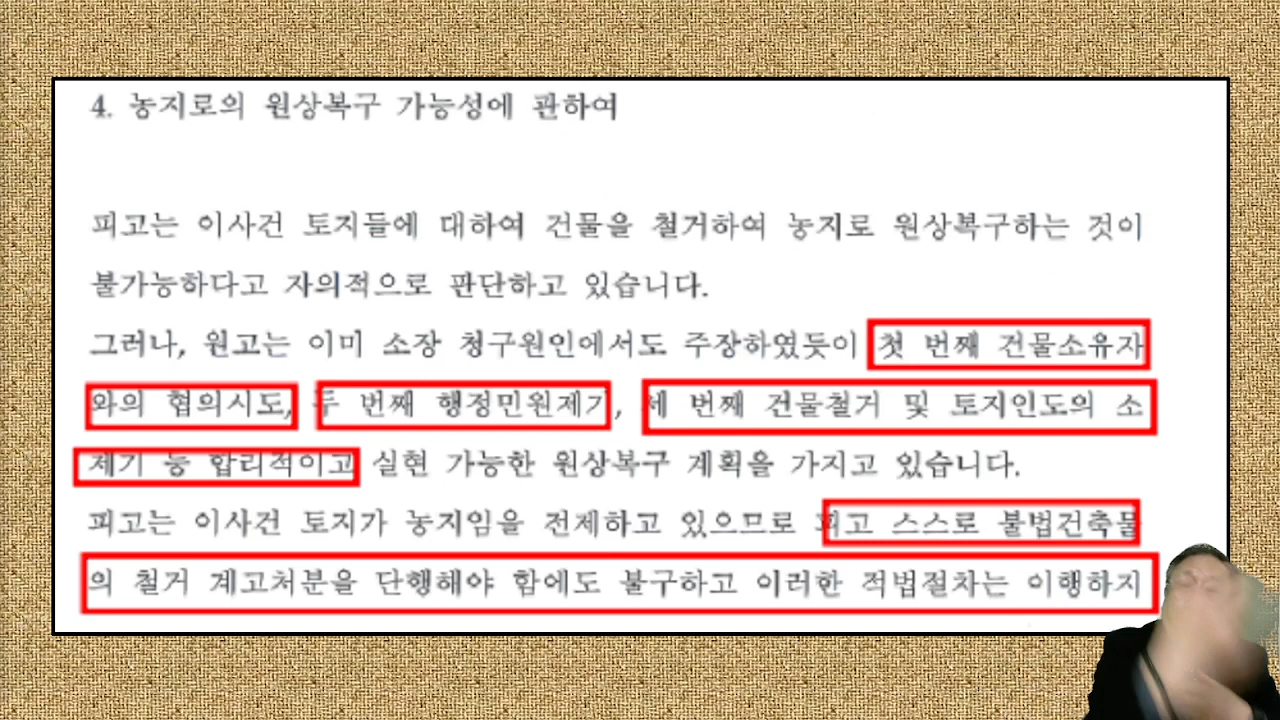 4. 농지로의 원상복구 가능성에 관하여
피고는 이사건 토지들에 대하여 건물을 철거하여 농지로 원상복구하는 것이
불가능하다고 자의적으로 판단하고 있습니다.
그러나, 원고는 이미 소장 청구원인에서도 주장하였듯이 첫 번째 건물소유자
와의 협의시도, 두 번째 행정민원제기, 세 번째 건물철거 및 토지인도의 소
제기 등 합리적이고 실현 가능한 원상복구 계획을 가지고 있습니다.
피고는 이사건 토지가 농지임을 전제하고 있으므로 피고 스스로 불법건축물
의 철거 계고처분을 단행해야 함에도 불구하고 이러한 적법절차는 이행하지